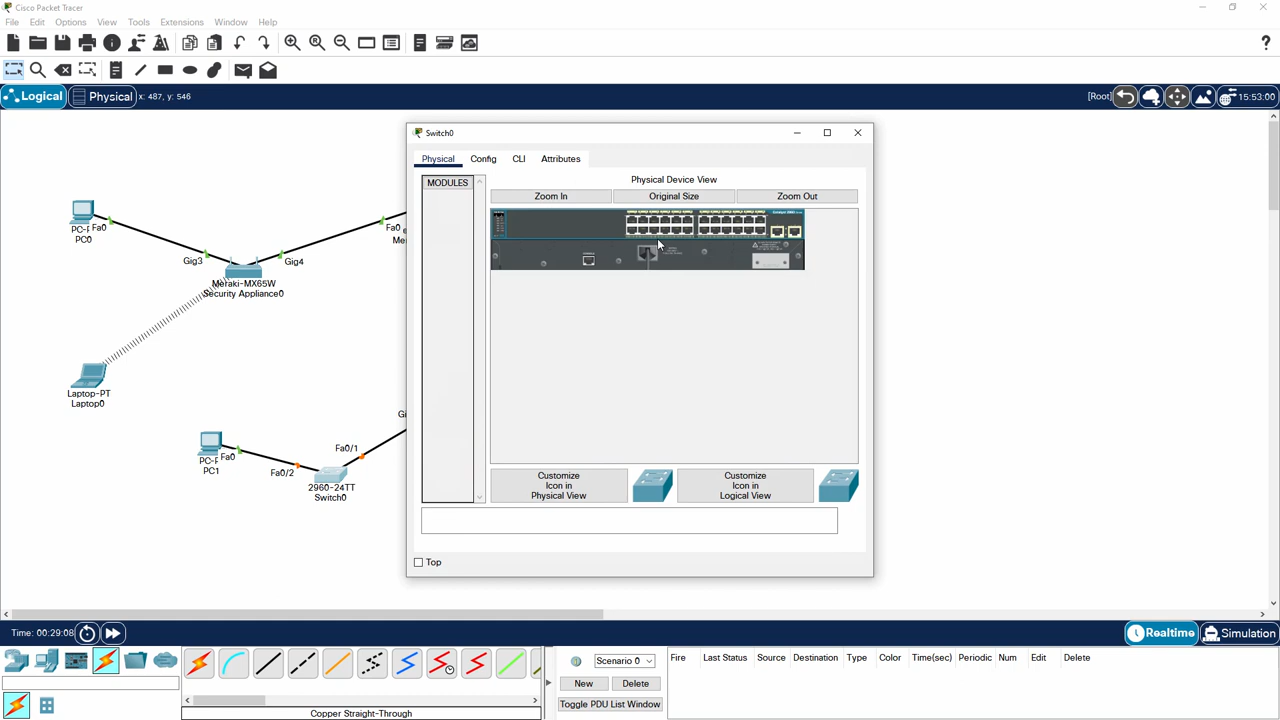 Cisco Packet Tracer
File Edit Options View Tools Extensions Window Help
?
Logical Physical x: 487, y: 546 [Root] 15:53:00
Switch0
Physical Config CLI Attributes
MODULES
Physical Device View
Zoom In Original Size Zoom Out
Customize
Icon in
Physical View
Customize
Icon in
Logical View
Top
Fa0
PC0
Fa0
Gig3
Gig4
Meraki-MX65W
Security Appliance0
Laptop-PT
Laptop0
Fa0
PC1
Fa0/1
Fa0/2
2960-24TT
Switch0
Time: 00:29:08 Realtime Simulation
Scenario 0
New Delete
Toggle PDU List Window
Fire Last Status Source Destination Type Color Time(sec) Periodic Num Edit Delete
Copper Straight-Through